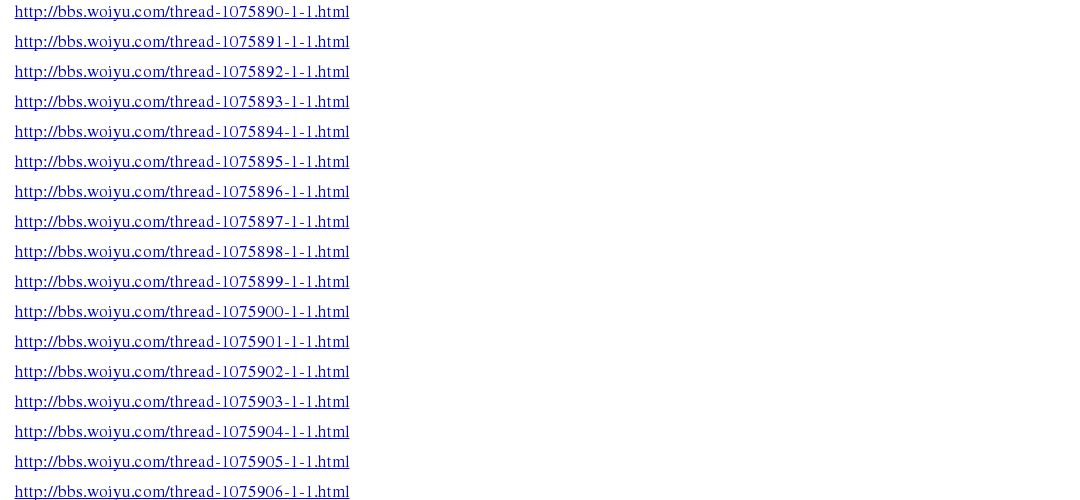 http://bbs.woiyu.com/thread-1075890-1-1.html
http://bbs.woiyu.com/thread-1075891-1-1.html
http://bbs.woiyu.com/thread-1075892-1-1.html
http://bbs.woiyu.com/thread-1075893-1-1.html
http://bbs.woiyu.com/thread-1075894-1-1.html
http://bbs.woiyu.com/thread-1075895-1-1.html
http://bbs.woiyu.com/thread-1075896-1-1.html
http://bbs.woiyu.com/thread-1075897-1-1.html
http://bbs.woiyu.com/thread-1075898-1-1.html
http://bbs.woiyu.com/thread-1075899-1-1.html
http://bbs.woiyu.com/thread-1075900-1-1.html
http://bbs.woiyu.com/thread-1075901-1-1.html
http://bbs.woiyu.com/thread-1075902-1-1.html
http://bbs.woiyu.com/thread-1075903-1-1.html
http://bbs.woiyu.com/thread-1075904-1-1.html
http://bbs.woiyu.com/thread-1075905-1-1.html
http://bbs.woiyu.com/thread-1075906-1-1.html